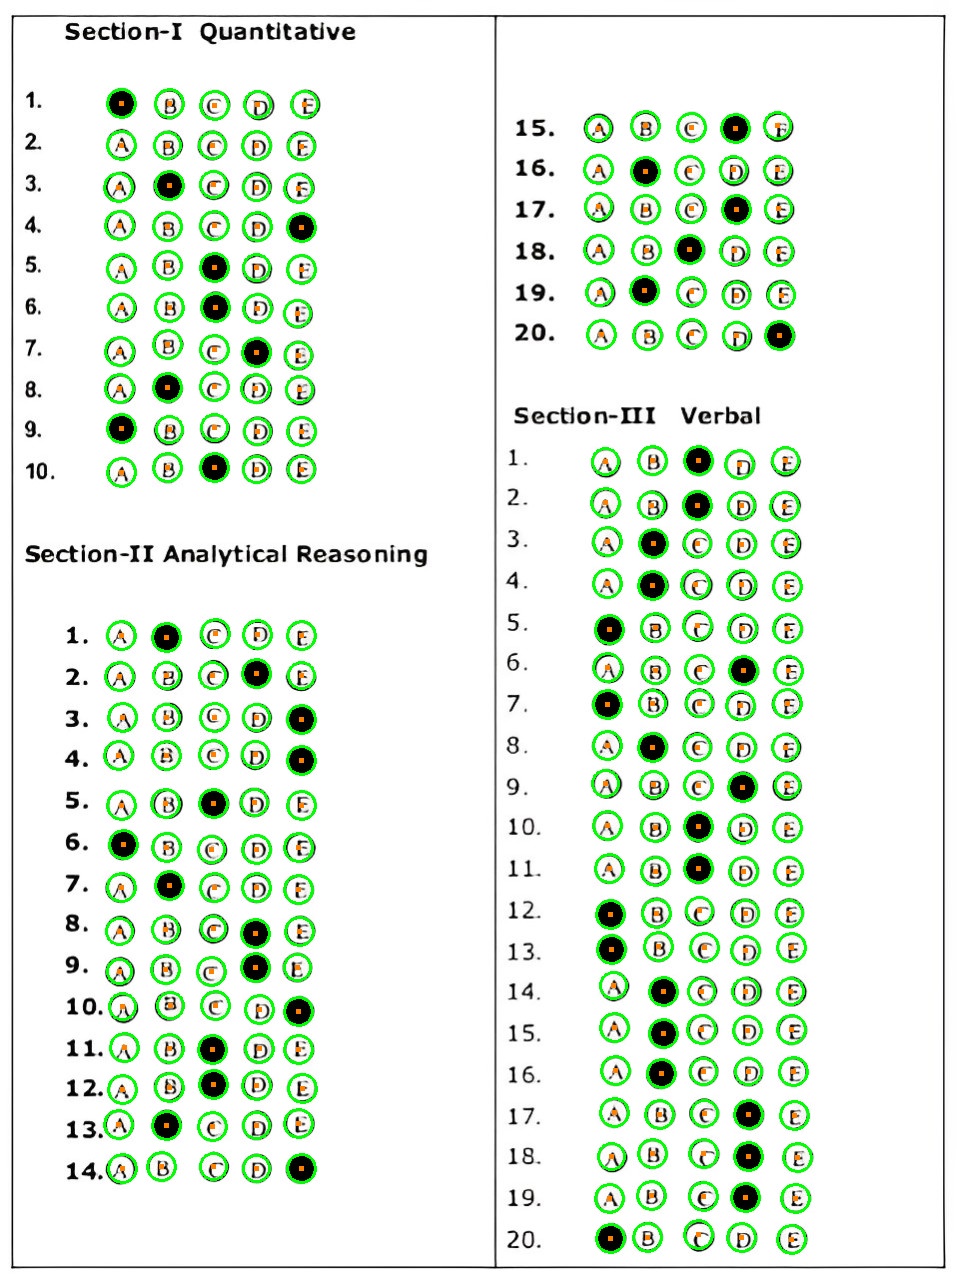 Section-I Quantitative
1. B C D E
2. A B C D E
3. A C D E
4. A B C D
5. A B D E
6. A B D E
7. A B C E
8. A C D E
9. B C D E
10. A B D E
Section-II Analytical Reasoning
1. A C D E
2. A B C E
3. A B C D
4. A B C D
5. A B D E
6. B C D E
7. A C D E
8. A B C E
9. A B C E
10. A B C D
11. A B D E
12. A B D E
13. A C D E
14. A B C D
15. A B C E
16. A C D E
17. A B C E
18. A B D E
19. A C D E
20. A B C D
Section-III Verbal
1. A B D E
2. A B D E
3. A C D E
4. A C D E
5. B C D E
6. A B C E
7. B C D E
8. A C D E
9. A B C E
10. A B D E
11. A B D E
12. B C D E
13. B C D E
14. A C D E
15. A C D E
16. A C D E
17. A B C E
18. A B C E
19. A B C E
20. B C D E